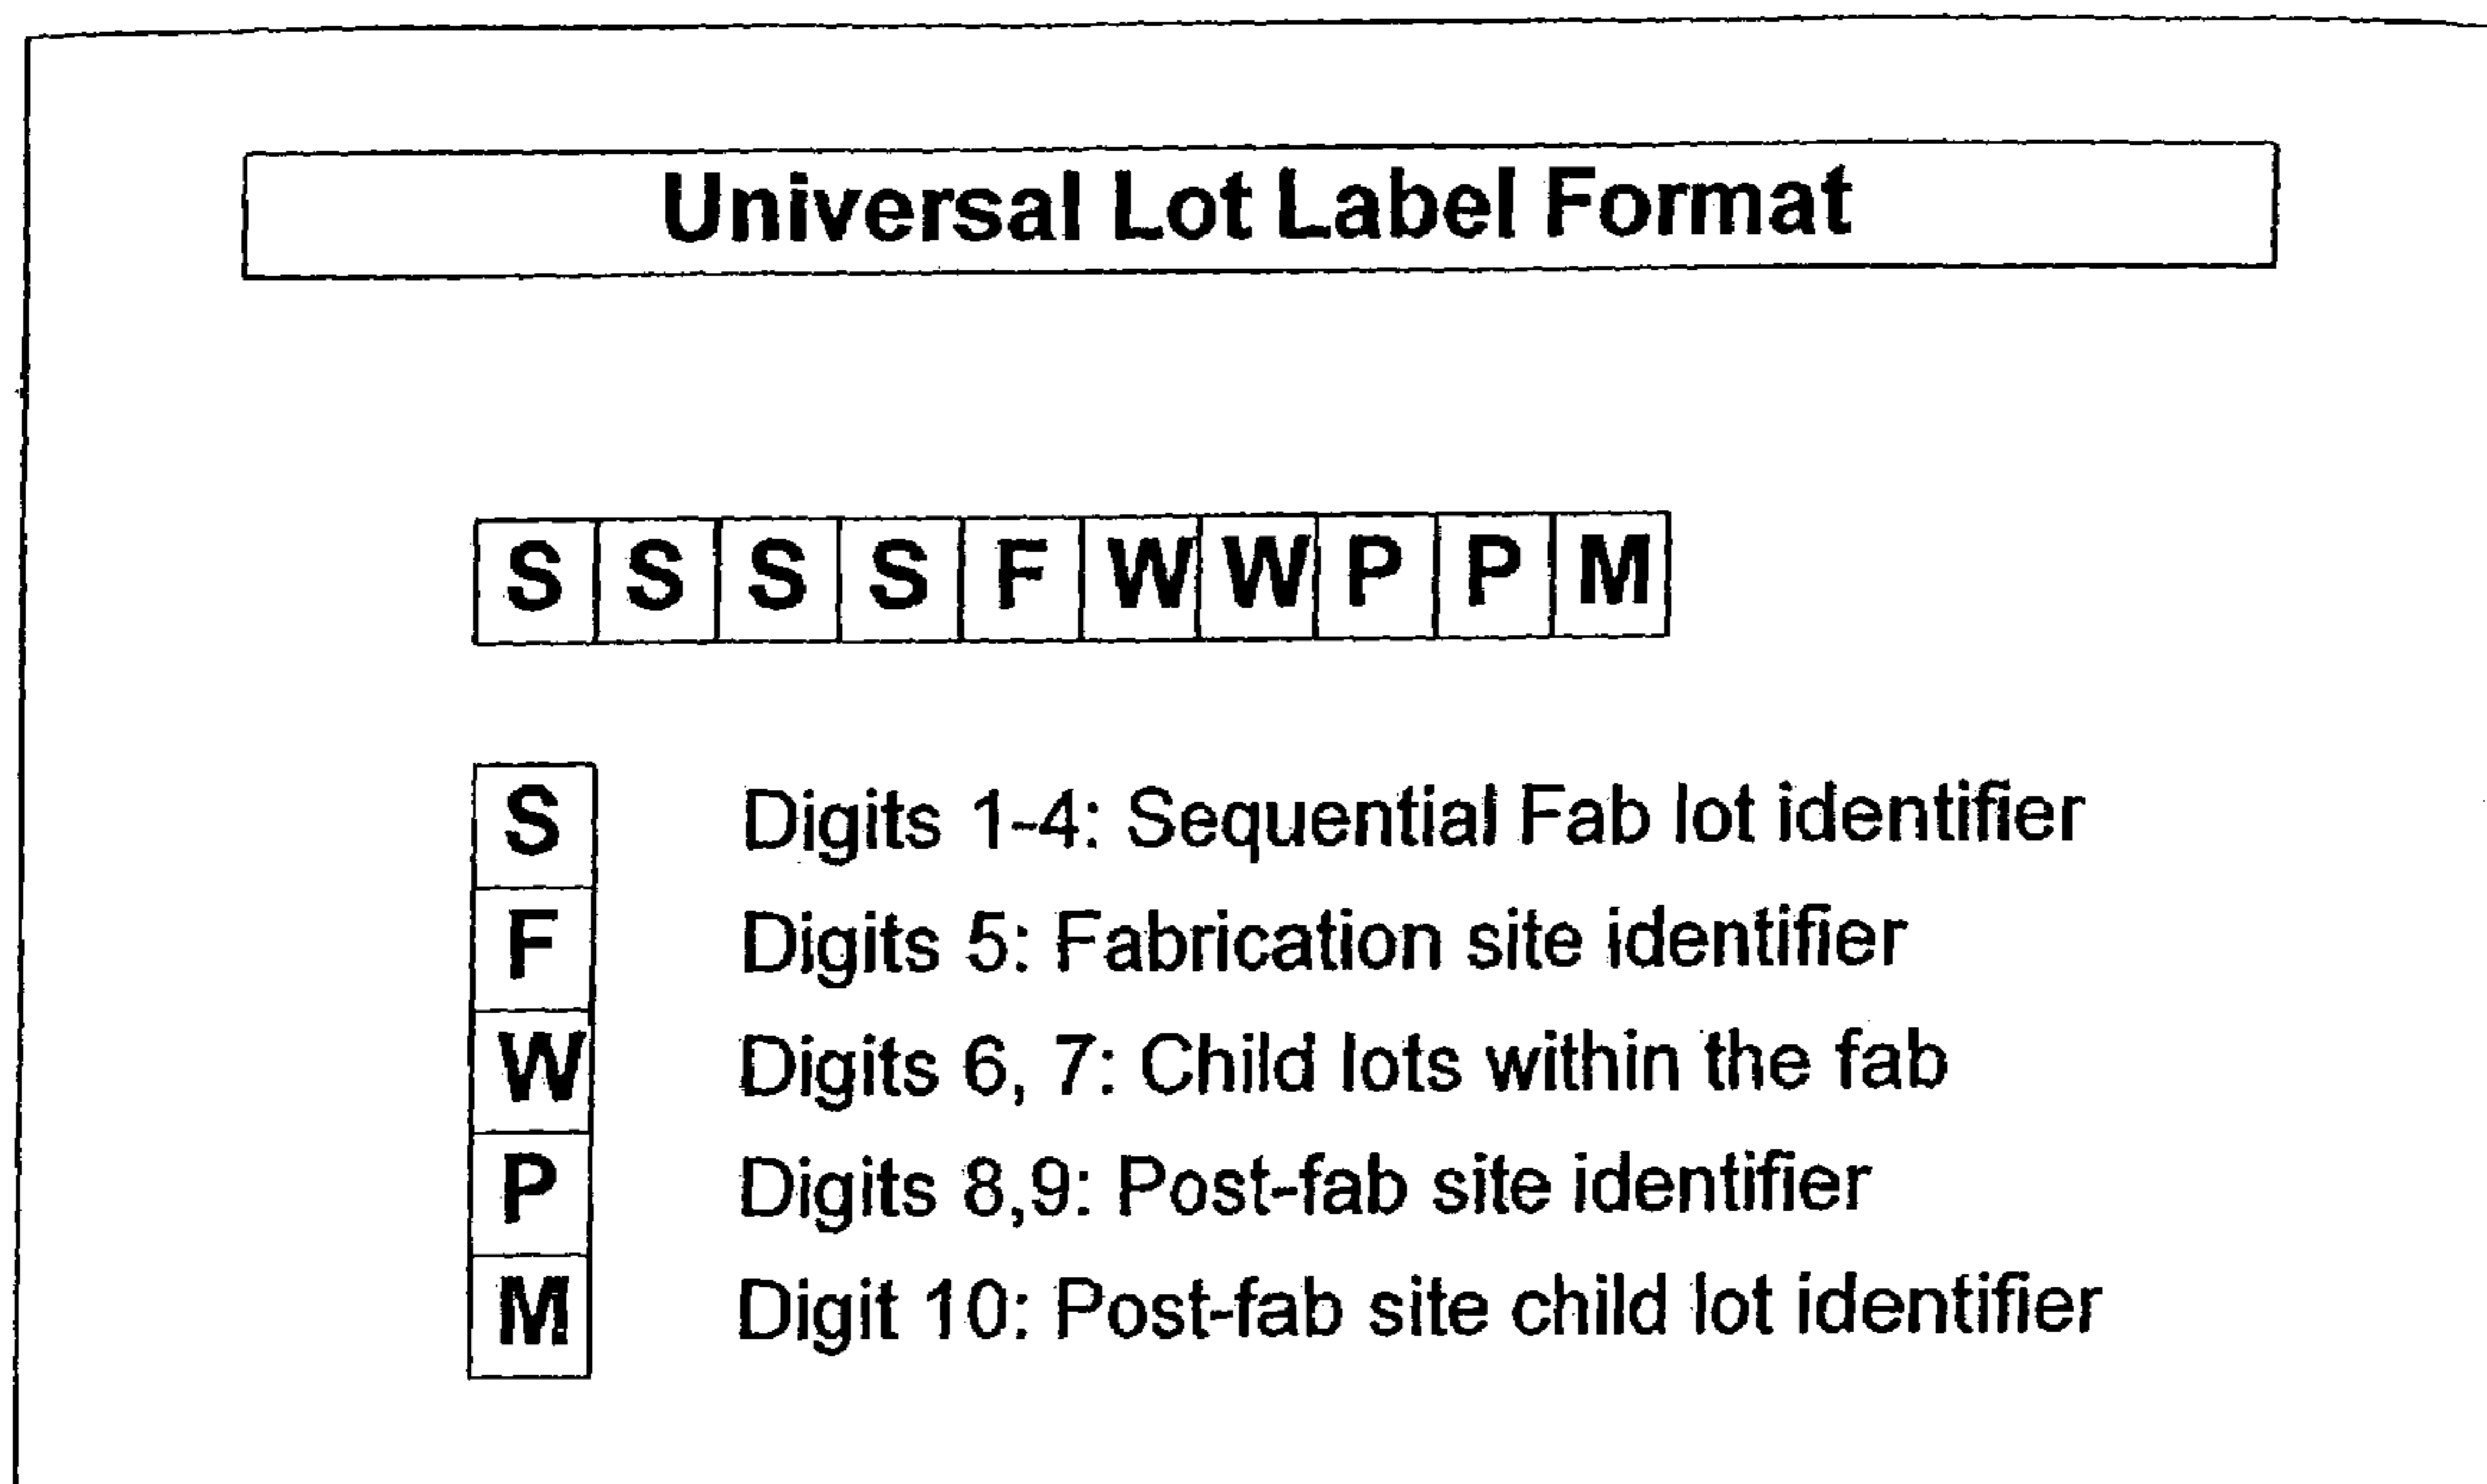 Universal Lot Label Format
S S S S F W W P P M
S Digits 1-4: Sequential Fab lot identifier
F Digits 5: Fabrication site identifier
W Digits 6, 7: Child lots within the fab
P Digits 8,9: Post-fab site identifier
M Digit 10: Post-fab site child lot identifier